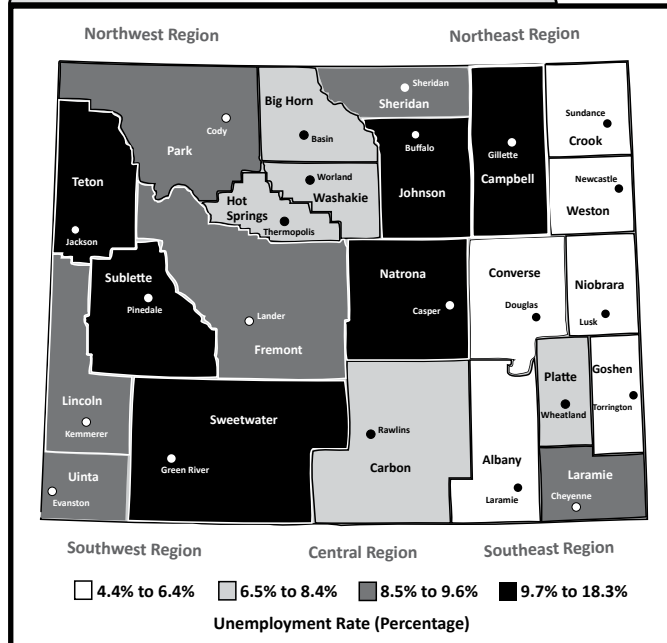 Northwest Region
Northeast Region
Sheridan
Sheridan
Big Horn
Sundance
Cody
Crook
Basin
Buffalo
Gillette
Park
Newcastle
Worland
Teton
Campbell
Johnson
Washakie
Hot
Springs
Weston
Thermopolis
Jackson
Natrona
Converse
Sublette
Niobrara
Pinedale
Casper
Douglas
Lander
Lusk
Fremont
Goshen
Platte
Lincoln
Torrington
Wheatland
Sweetwater
Kemmerer
Rawlins
Green River
Albany
Carbon
Uinta
Laramie
Laramie
Evanston
Cheyenne
Southwest Region
Central Region
Southeast Region
4.4% to 6.4%
6.5% to 8.4%
8.5% to 9.6%
9.7% to 18.3%
Unemployment Rate (Percentage)